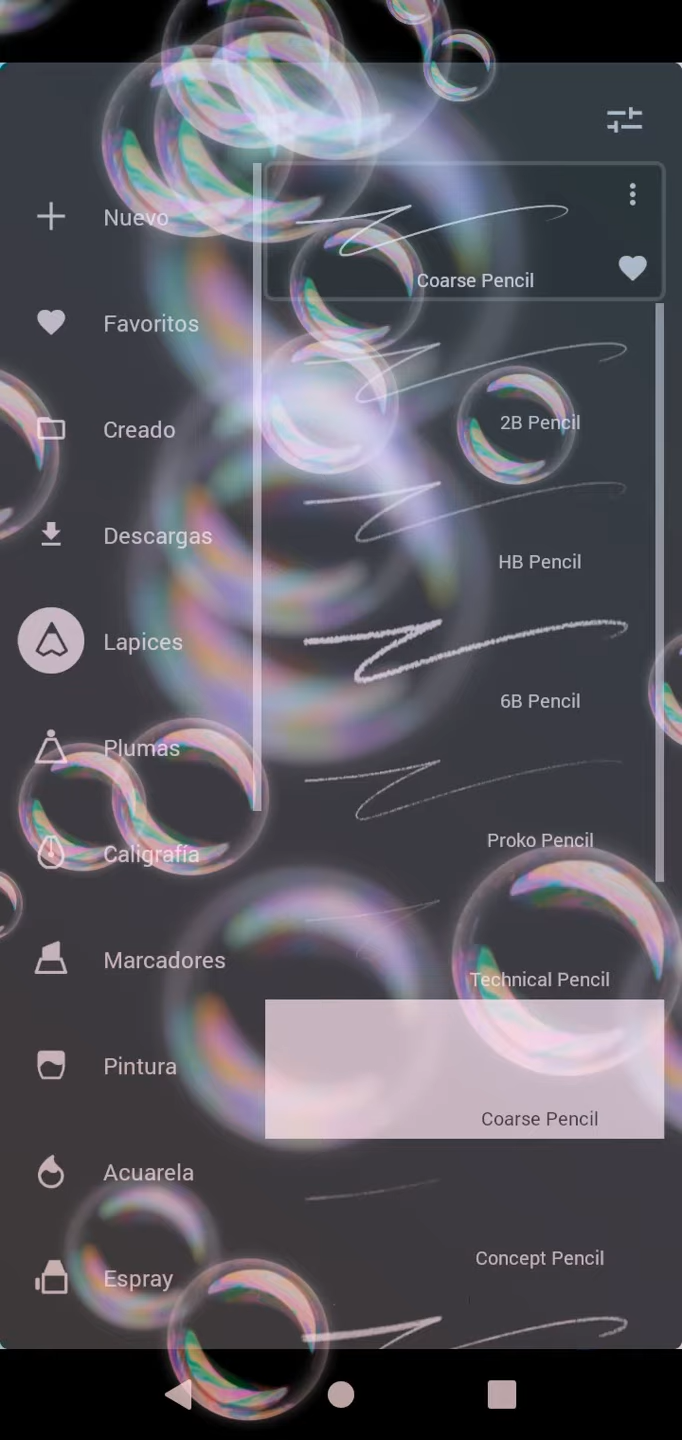 Nuevo
Favoritos
Creado
Descargas
Lapices
Plumas
Caligrafía
Marcadores
Pintura
Acuarela
Espray
Coarse Pencil
2B Pencil
HB Pencil
6B Pencil
Proko Pencil
Technical Pencil
Coarse Pencil
Concept Pencil